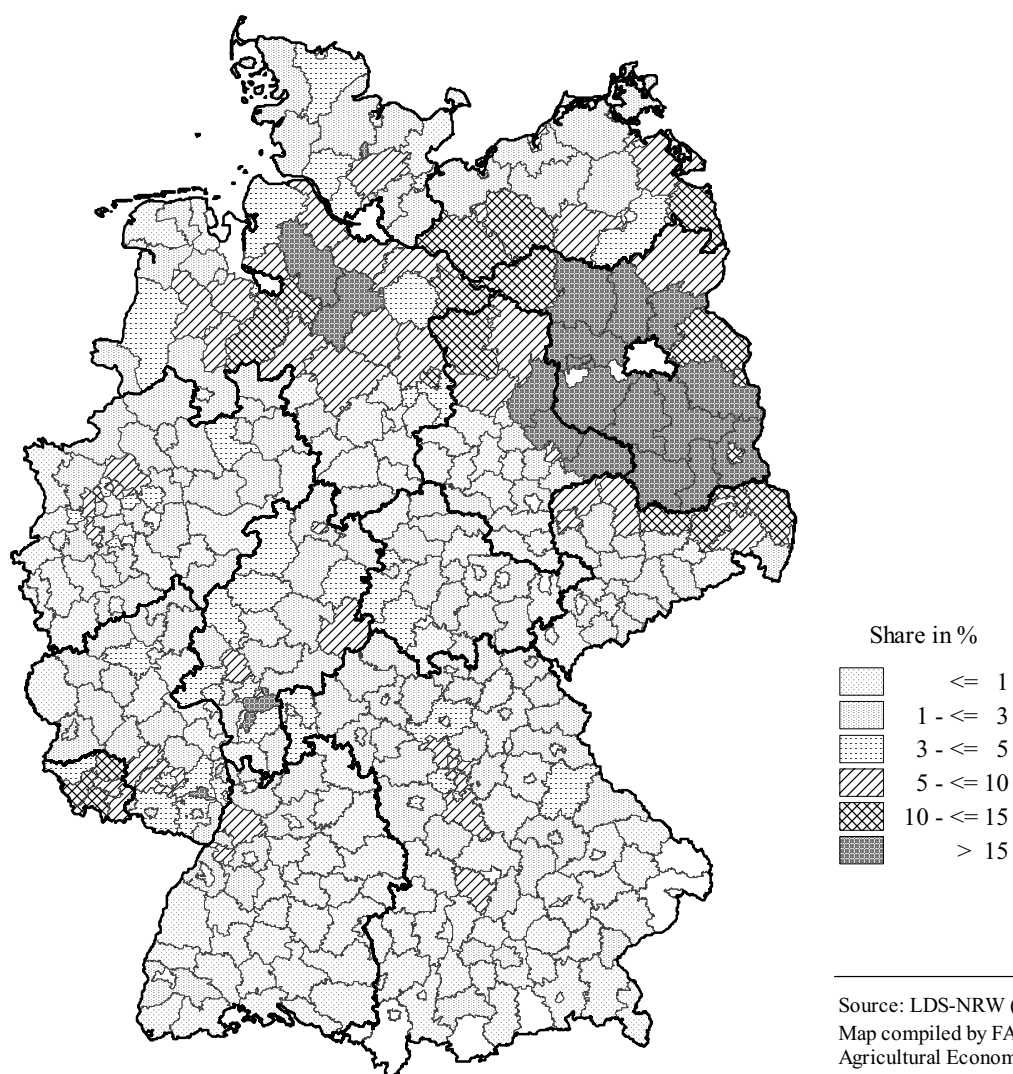 Share in %
<= 1
1 - <= 3
3 - <= 5
5 - <= 10
10 - <= 15
> 15
Source: LDS-NRW (
Map compiled by FA
Agricultural Econom